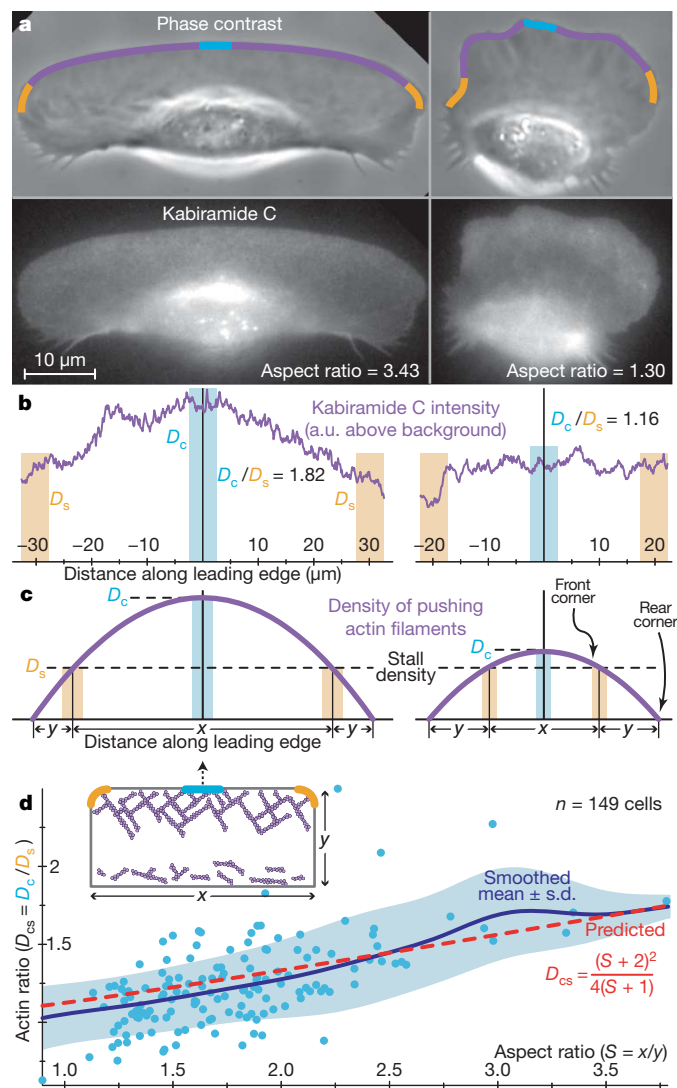 a
Phase contrast
Kabiramide C
10 µm
Aspect ratio = 3.43
Aspect ratio = 1.30
b
Kabiramide C intensity
(a.u. above background)
Dc
Dc/Ds = 1.82
Dc/Ds = 1.16
Ds
Ds
−30 −20 −10 0 10 20 30
−20 −10 0 10 20
Distance along leading edge (µm)
c
Dc
Density of pushing
actin filaments
Front
corner
Rear
corner
Ds
Stall
density
Dc
y x y
y x y
Distance along leading edge
d
n = 149 cells
y
x
Actin ratio (Dcs = Dc/Ds)
2
1.5
1
Smoothed
mean ± s.d.
Predicted
Dcs = (S + 2)²
4(S + 1)
Aspect ratio (S = x/y)
1.0 1.5 2.0 2.5 3.0 3.5